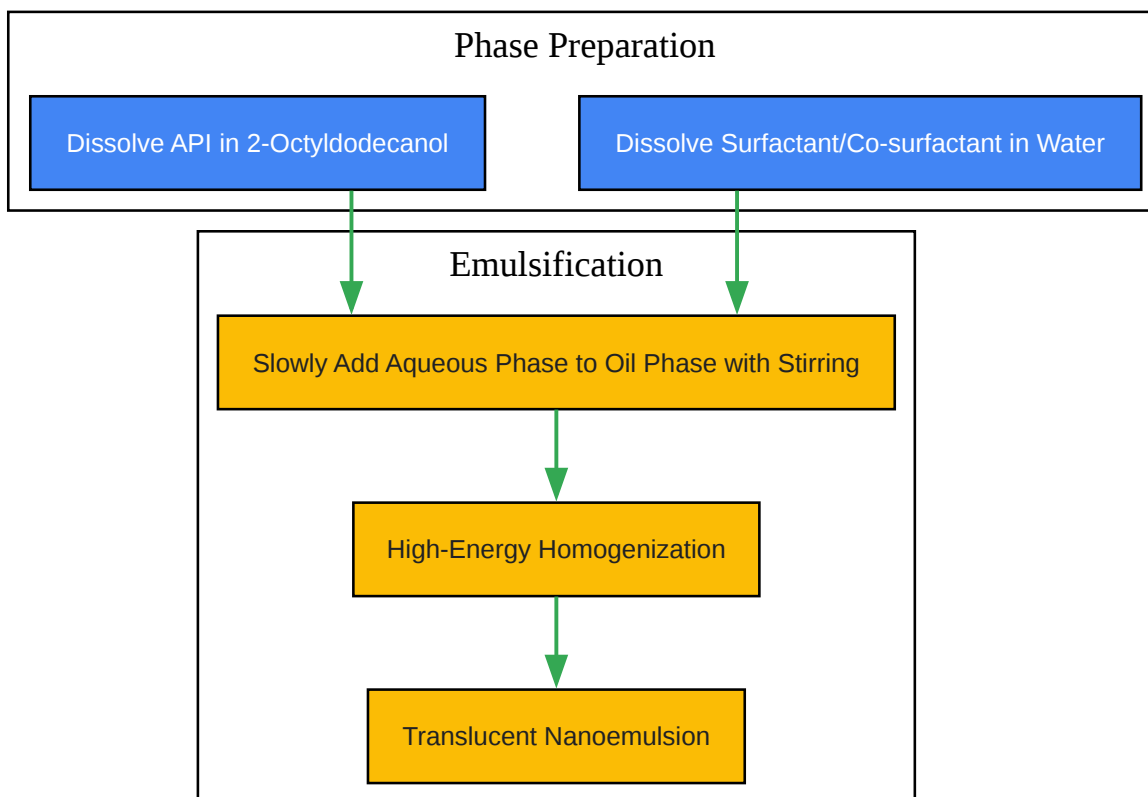 Phase Preparation
Dissolve API in 2-Octyldodecanol
Dissolve Surfactant/Co-surfactant in Water
Emulsification
Slowly Add Aqueous Phase to Oil Phase with Stirring
High-Energy Homogenization
Translucent Nanoemulsion